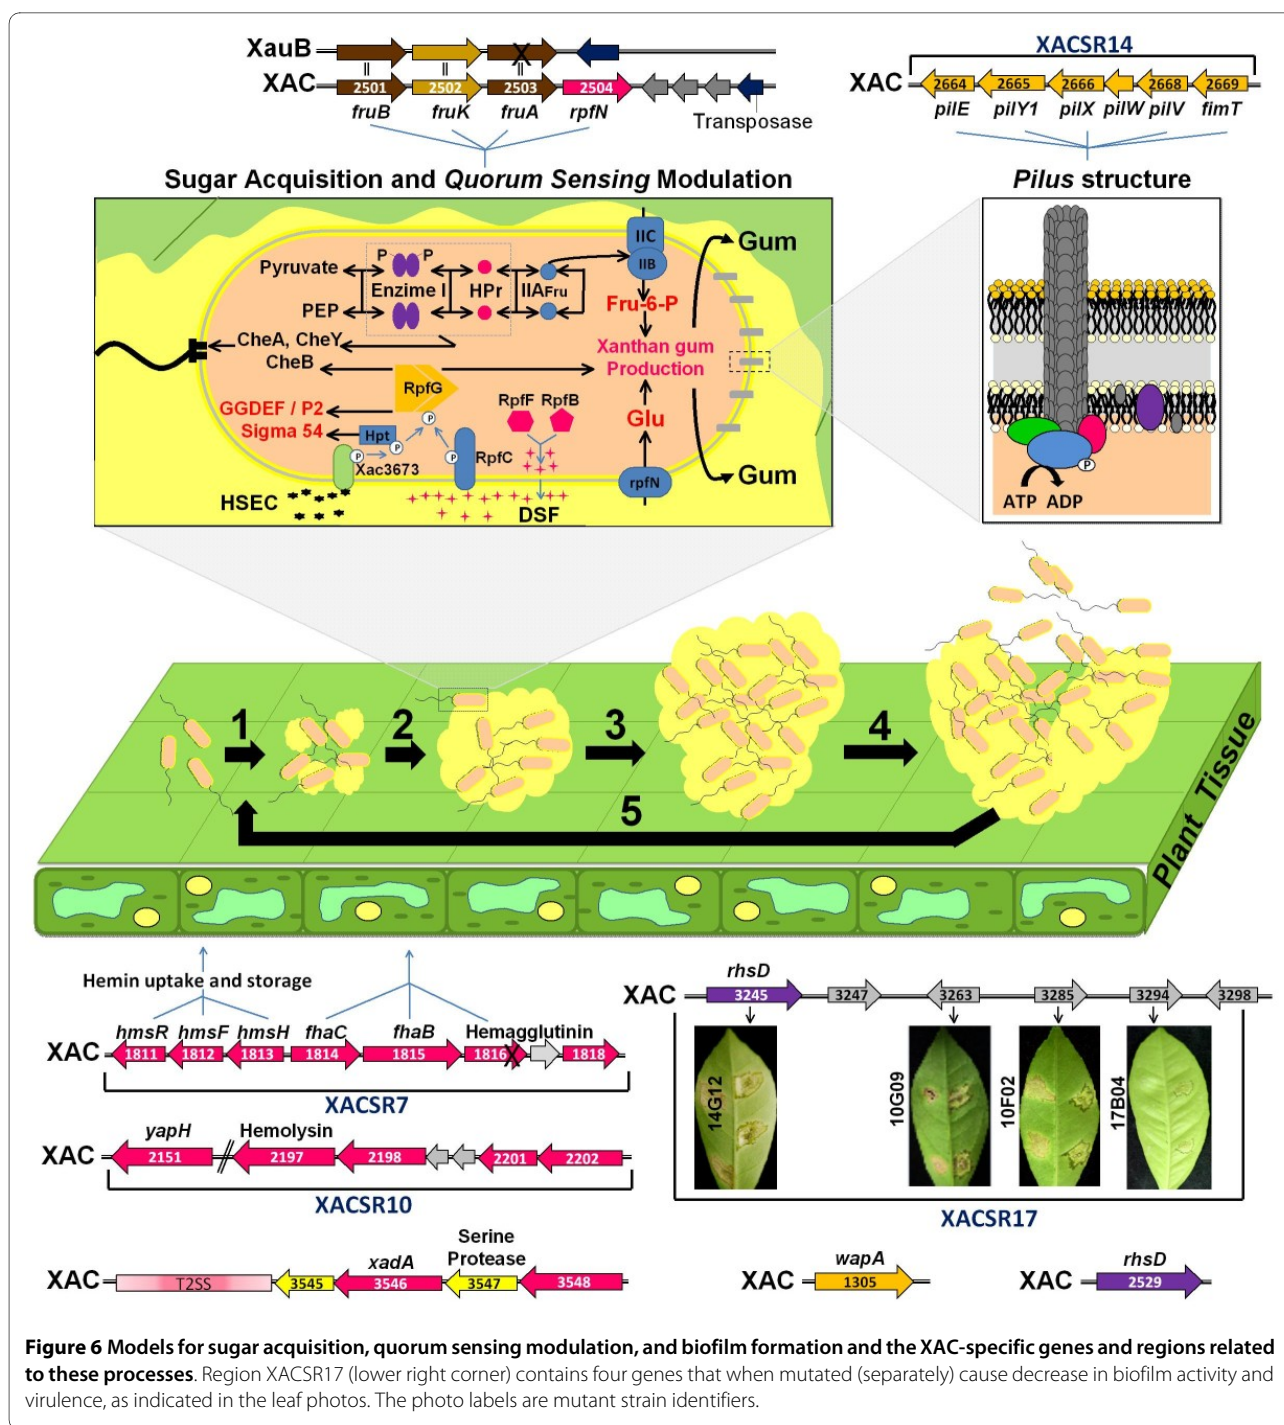 XauB
XAC 2501 2502 2503 2504
fruB fruK fruA rpfN
Transposase
XACSR14
XAC 2664 2665 2666 2668 2669
pilE pilY1 pilX pilW pilV fimT
Sugar Acquisition and Quorum Sensing Modulation
Pilus structure
P P
Pyruvate
Enzime I HPr IIAFru
PEP
IIC
IIB
Gum
Fru-6-P
CheA, CheY
CheB
Xanthan gum
Production
RpfG
GGDEF / P2
Sigma 54
Hpt
P
P
P
P
Xac3673
RpfC
RpfF RpfB
Glu
rpfN
Gum
HSEC
DSF
P
ATP ADP
1
2
3
4
5
Plant Tissue
Hemin uptake and storage
hmsR hmsF hmsH fhaC fhaB Hemagglutinin
XAC 1811 1812 1813 1814 1815 1816 1818
XACSR7
yapH Hemolysin
XAC 2151 2197 2198 2201 2202
XACSR10
Serine
xadA Protease
XAC T2SS 3545 3546 3547 3548
rhsD
XAC 3245 3247 3263 3285 3294 3298
14G12
10G09
10F02
17B04
XACSR17
wapA
XAC 1305
rhsD
XAC 2529
Figure 6 Models for sugar acquisition, quorum sensing modulation, and biofilm formation and the XAC-specific genes and regions related
to these processes. Region XACSR17 (lower right corner) contains four genes that when mutated (separately) cause decrease in biofilm activity and
virulence, as indicated in the leaf photos. The photo labels are mutant strain identifiers.